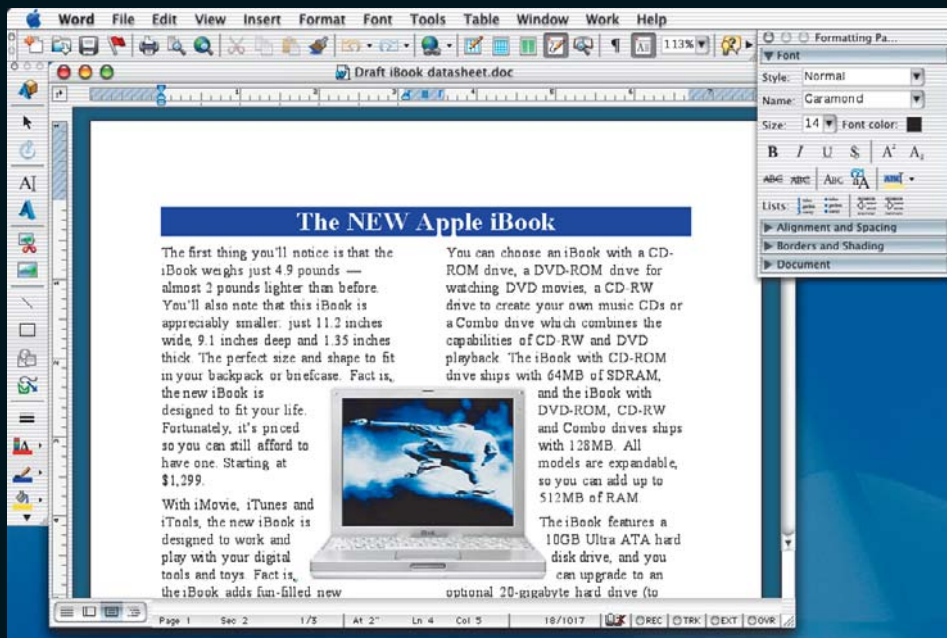 Word File Edit View Insert Format Font Tools Table Window Work Help
113%
Draft iBook datasheet.doc
Formatting Pa...
Font
Style: Normal
Name: Garamond
Size: 14 Font color:
B I U S A² A₂
ABC ABC ABC aA ABC
Lists:
Alignment and Spacing
Borders and Shading
Document
The NEW Apple iBook
The first thing you'll notice is that the
iBook weighs just 4.9 pounds —
almost 2 pounds lighter than before.
You'll also note that this iBook is
appreciably smaller: just 11.2 inches
wide, 9.1 inches deep and 1.35 inches
thick. The perfect size and shape to fit
in your backpack or briefcase. Fact is,
the new iBook is
designed to fit your life.
Fortunately, it's priced
so you can still afford to
have one. Starting at
$1,299.
With iMovie, iTunes and
iTools, the new iBook is
designed to work and
play with your digital
tools and toys. Fact is,
the iBook adds fun-filled new
You can choose an iBook with a CD-
ROM drive, a DVD-ROM drive for
watching DVD movies, a CD-RW
drive to create your own music CDs or
a Combo drive which combines the
capabilities of CD-RW and DVD
playback. The iBook with CD-ROM
drive ships with 64MB of SDRAM,
and the iBook with
DVD-ROM, CD-RW
and Combo drives ships
with 128MB. All
models are expandable,
so you can add up to
512MB of RAM.
The iBook features a
10GB Ultra ATA hard
disk drive, and you
can upgrade to an
optional 20-gigabyte hard drive (to
Page 1 Sec 2 1/3 At 2" Ln 4 Col 5 18/1017 REC TRK EXT OVR